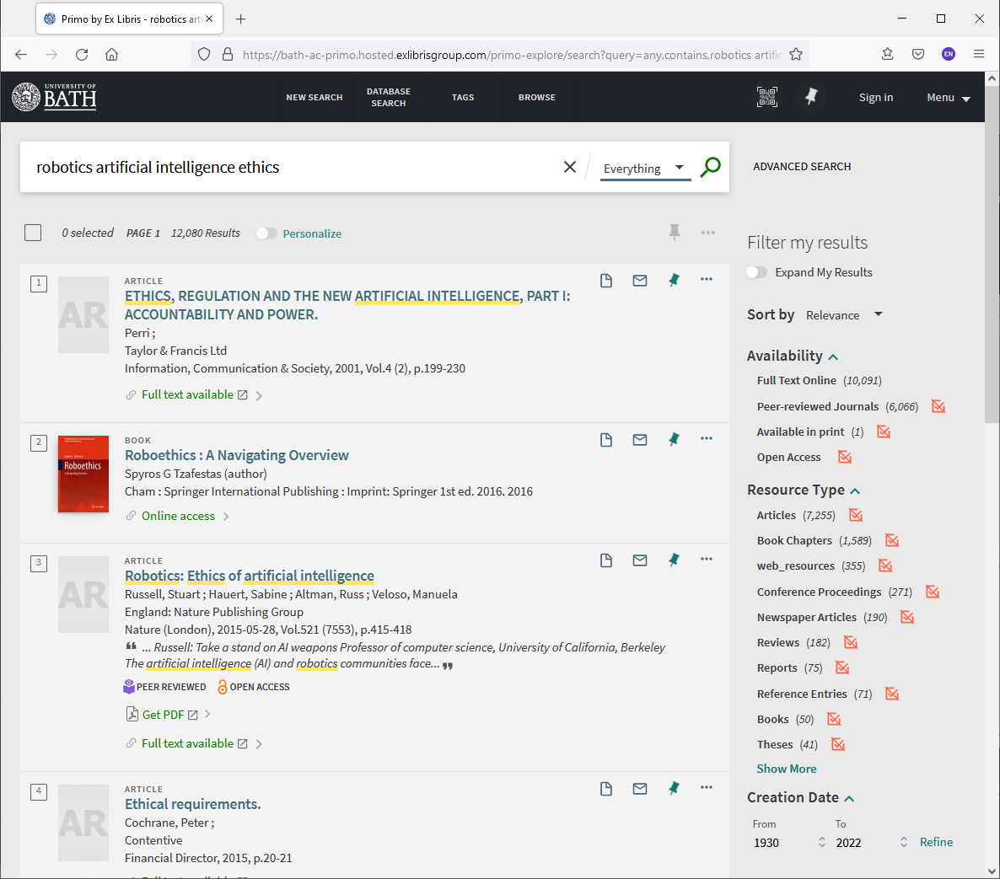 Primo by Ex Libris - robotics arti
https://bath-ac-primo.hosted.exlibrisgroup.com/primo-explore/search?query=any,contains,robotics artific
EN
UNIVERSITY OF
BATH
NEW SEARCH
DATABASE
SEARCH
TAGS
BROWSE
Sign in
Menu
robotics artificial intelligence ethics
Everything
ADVANCED SEARCH
0 selected PAGE 1 12,080 Results Personalize
1
AR
ARTICLE
ETHICS, REGULATION AND THE NEW ARTIFICIAL INTELLIGENCE, PART I:
ACCOUNTABILITY AND POWER.
Perri ;
Taylor & Francis Ltd
Information, Communication & Society, 2001, Vol.4 (2), p.199-230
Full text available
2
Roboethics
BOOK
Roboethics : A Navigating Overview
Spyros G Tzafestas (author)
Cham : Springer International Publishing : Imprint: Springer 1st ed. 2016. 2016
Online access
3
AR
ARTICLE
Robotics: Ethics of artificial intelligence
Russell, Stuart ; Hauert, Sabine ; Altman, Russ ; Veloso, Manuela
England: Nature Publishing Group
Nature (London), 2015-05-28, Vol.521 (7553), p.415-418
❝ ... Russell: Take a stand on AI weapons Professor of computer science, University of California, Berkeley
The artificial intelligence (AI) and robotics communities face... ❞
PEER REVIEWED OPEN ACCESS
Get PDF
Full text available
4
AR
ARTICLE
Ethical requirements.
Cochrane, Peter ;
Contentive
Financial Director, 2015, p.20-21
Filter my results
Expand My Results
Sort by Relevance
Availability
Full Text Online (10,091)
Peer-reviewed Journals (6,066)
Available in print (1)
Open Access
Resource Type
Articles (7,255)
Book Chapters (1,589)
web_resources (355)
Conference Proceedings (271)
Newspaper Articles (190)
Reviews (182)
Reports (75)
Reference Entries (71)
Books (50)
Theses (41)
Show More
Creation Date
From To
1930 2022 Refine